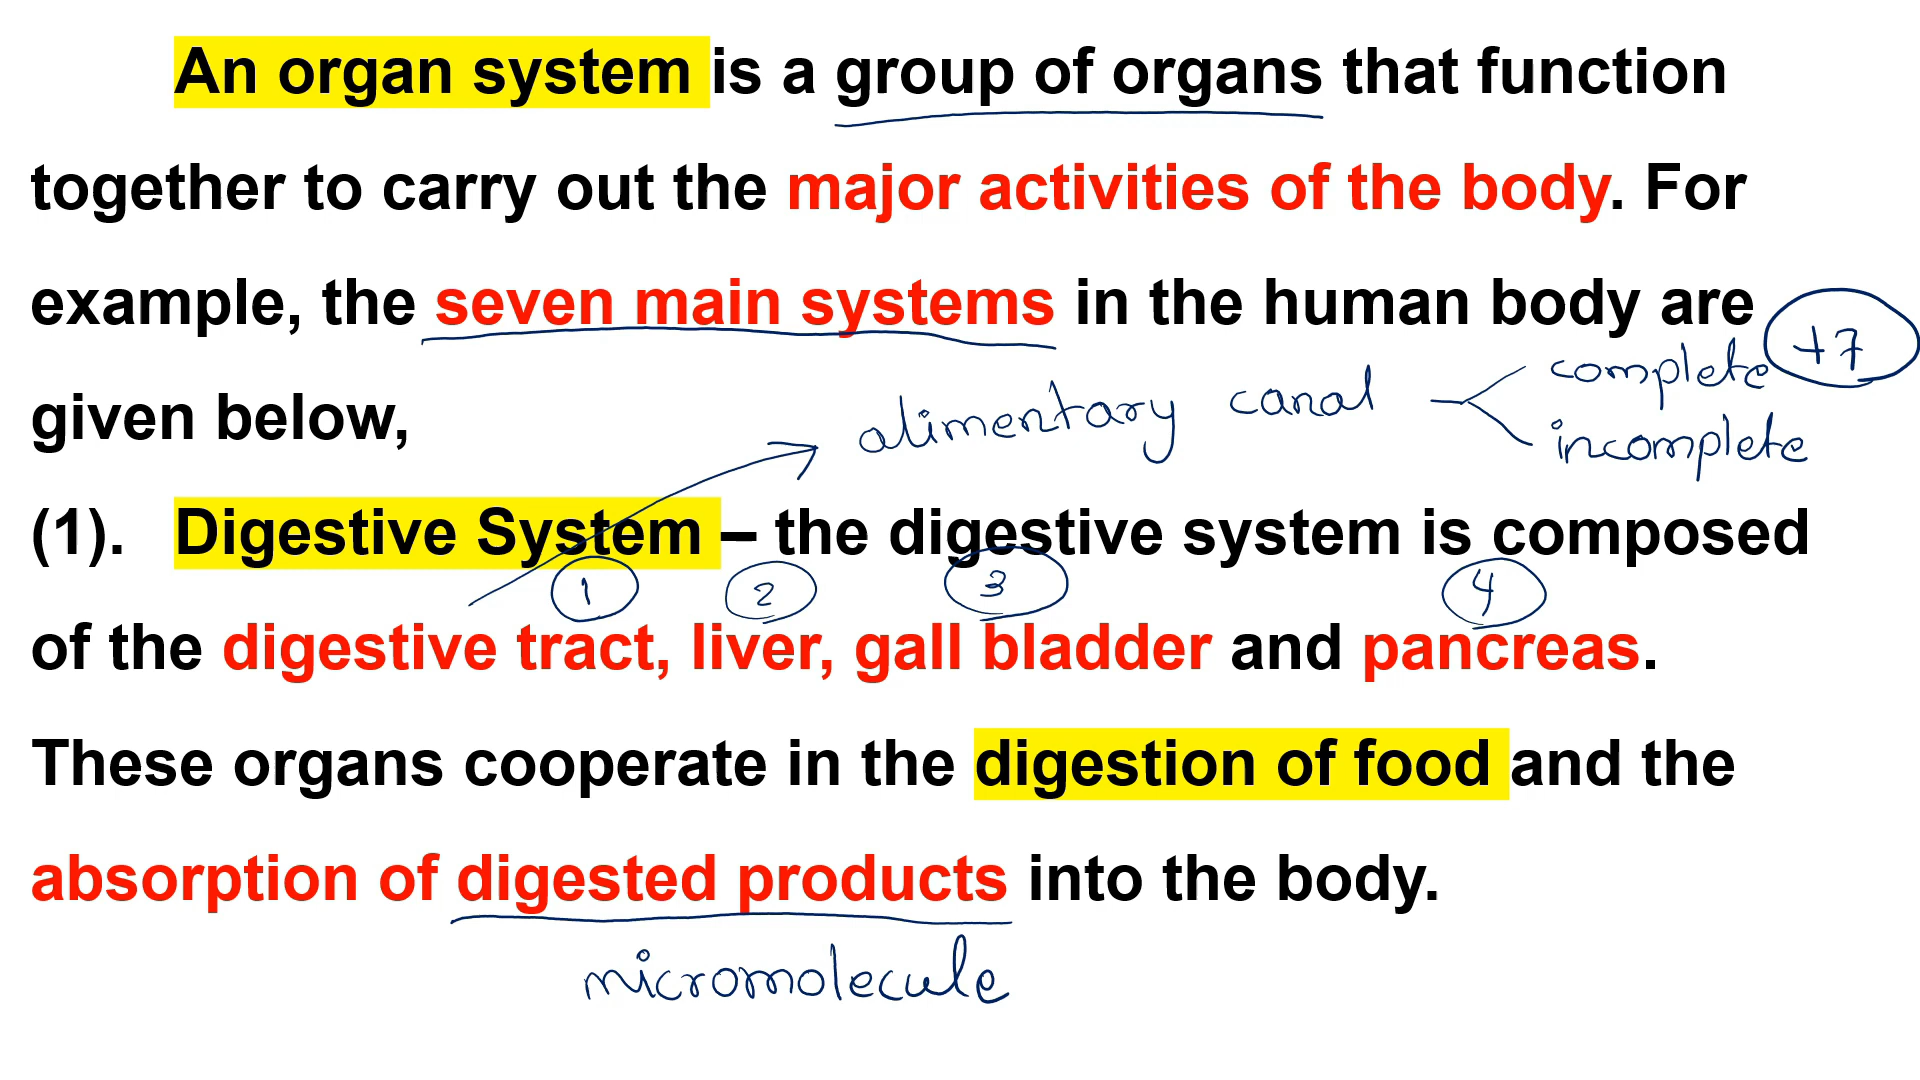 An organ system is a group of organs that function
together to carry out the major activities of the body. For
example, the seven main systems in the human body are
+7
complete
given below,
alimentary canal
incomplete
(1). Digestive System – the digestive system is composed
1 2 3 4
of the digestive tract, liver, gall bladder and pancreas.
These organs cooperate in the digestion of food and the
absorption of digested products into the body.
micromolecule